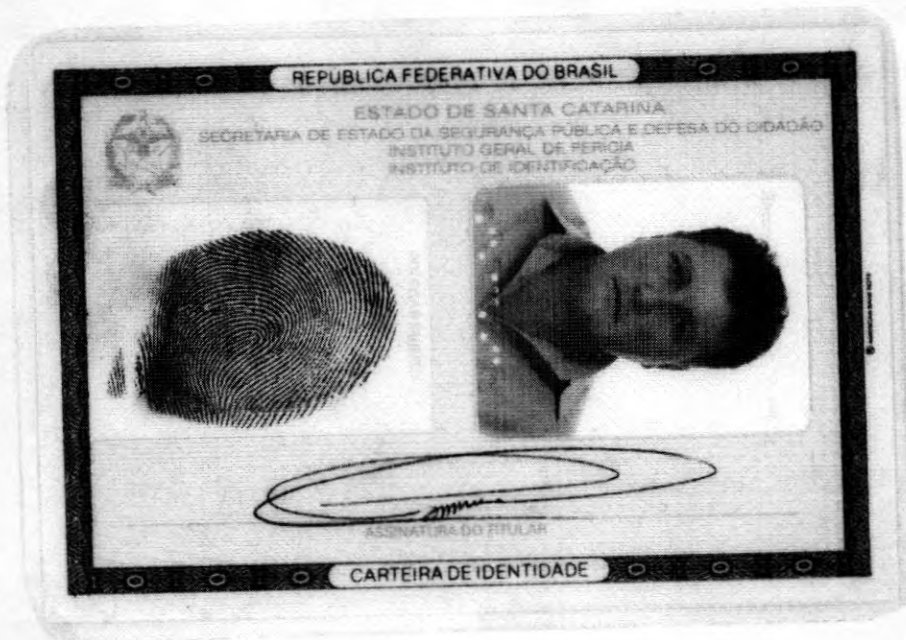 REPÚBLICA FEDERATIVA DO BRASIL
ESTADO DE SANTA CATARINA
SECRETARIA DE ESTADO DA SEGURANÇA PÚBLICA E DEFESA DO CIDADÃO
INSTITUTO GERAL DE PERÍCIA
INSTITUTO DE IDENTIFICAÇÃO
ASSINATURA DO TITULAR
CARTEIRA DE IDENTIDADE